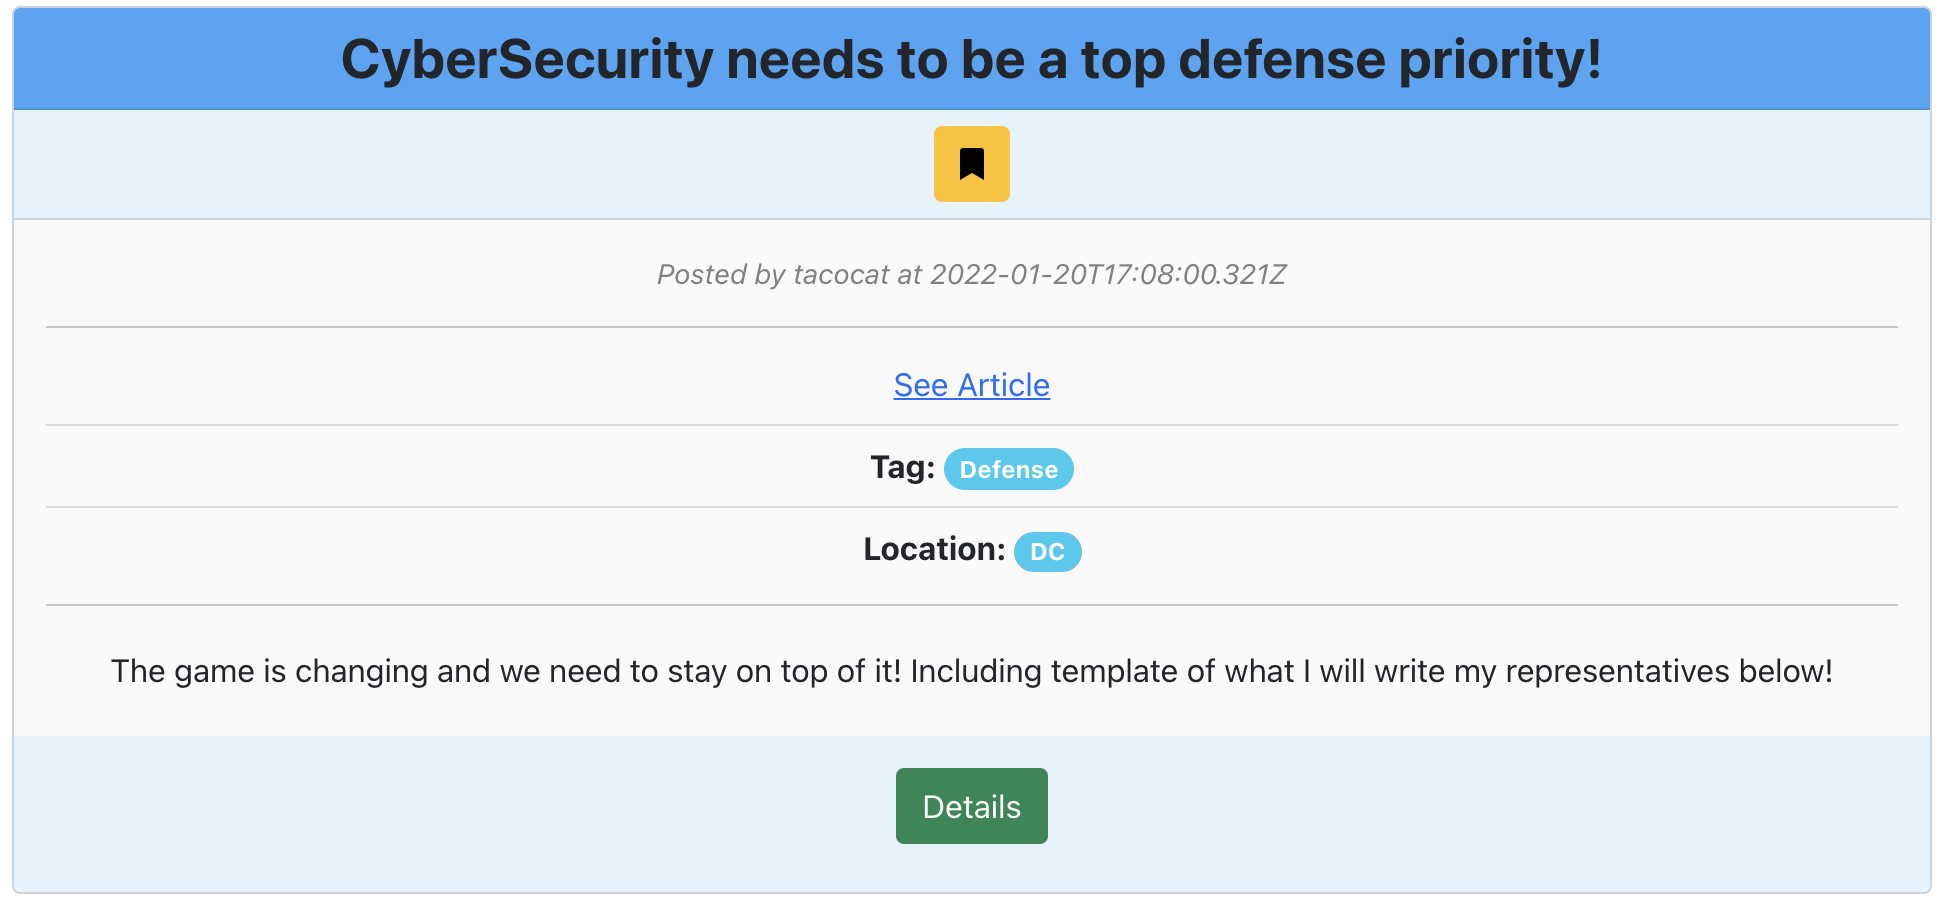 CyberSecurity needs to be a top defense priority!
Posted by tacocat at 2022-01-20T17:08:00.321Z
See Article
Tag: Defense
Location: DC
The game is changing and we need to stay on top of it! Including template of what I will write my representatives below!
Details